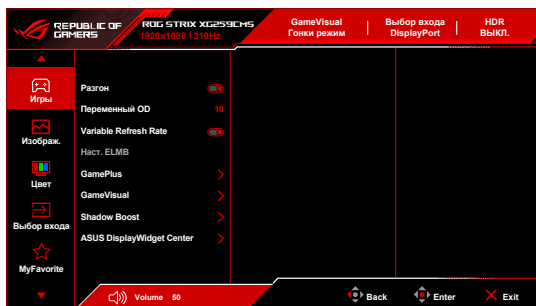 REPUBLIC OF
GAMERS
ROG STRIX XG259CMS
1920x1080 | 310Hz
GameVisual
Гонки режим
Выбор входа
DisplayPort
HDR
ВЫКЛ.
Игры
Изображ.
Цвет
Выбор входа
MyFavorite
Разгон
Переменный OD
10
Variable Refresh Rate
Наст. ELMB
GamePlus
GameVisual
Shadow Boost
ASUS DisplayWidget Center
Volume 50
Back
Enter
Exit